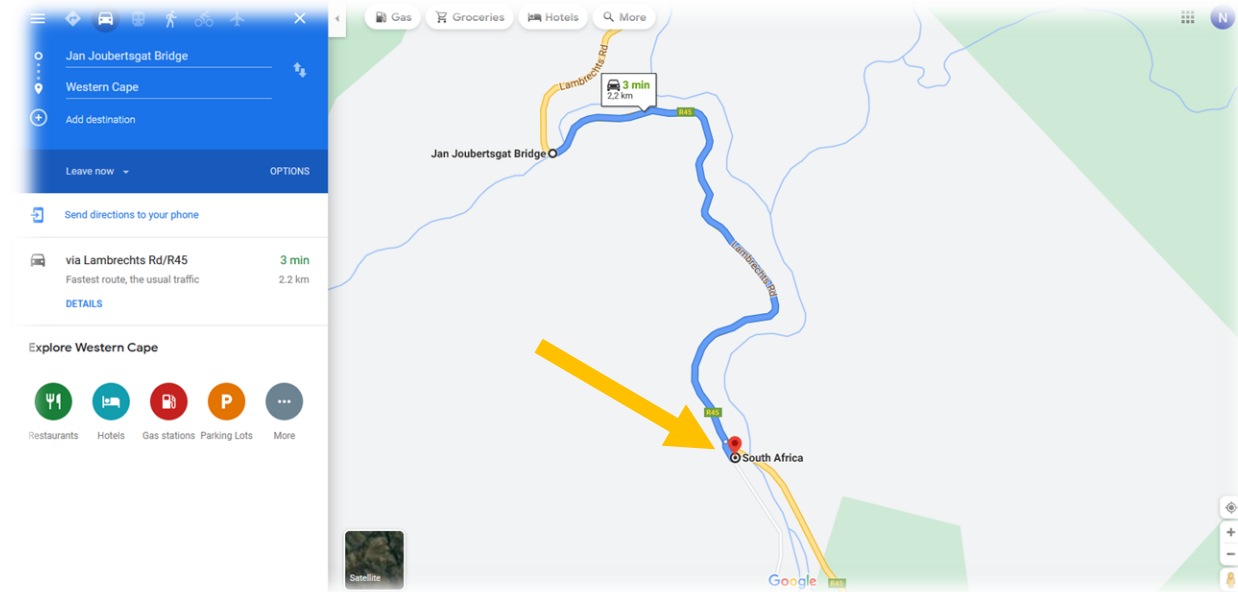 Jan Joubertsgat Bridge
Western Cape
Add destination
Leave now
OPTIONS
Send directions to your phone
via Lambrechts Rd/R45
3 min
Fastest route, the usual traffic
2.2 km
DETAILS
Explore Western Cape
Restaurants
Hotels
Gas stations
Parking Lots
More
P
Gas
Groceries
Hotels
More
N
Lambrechts Rd
3 min
2,2 km
R45
Jan Joubertsgat Bridge
Lambrechts Rd
R45
South Africa
Satellite
Google
R45